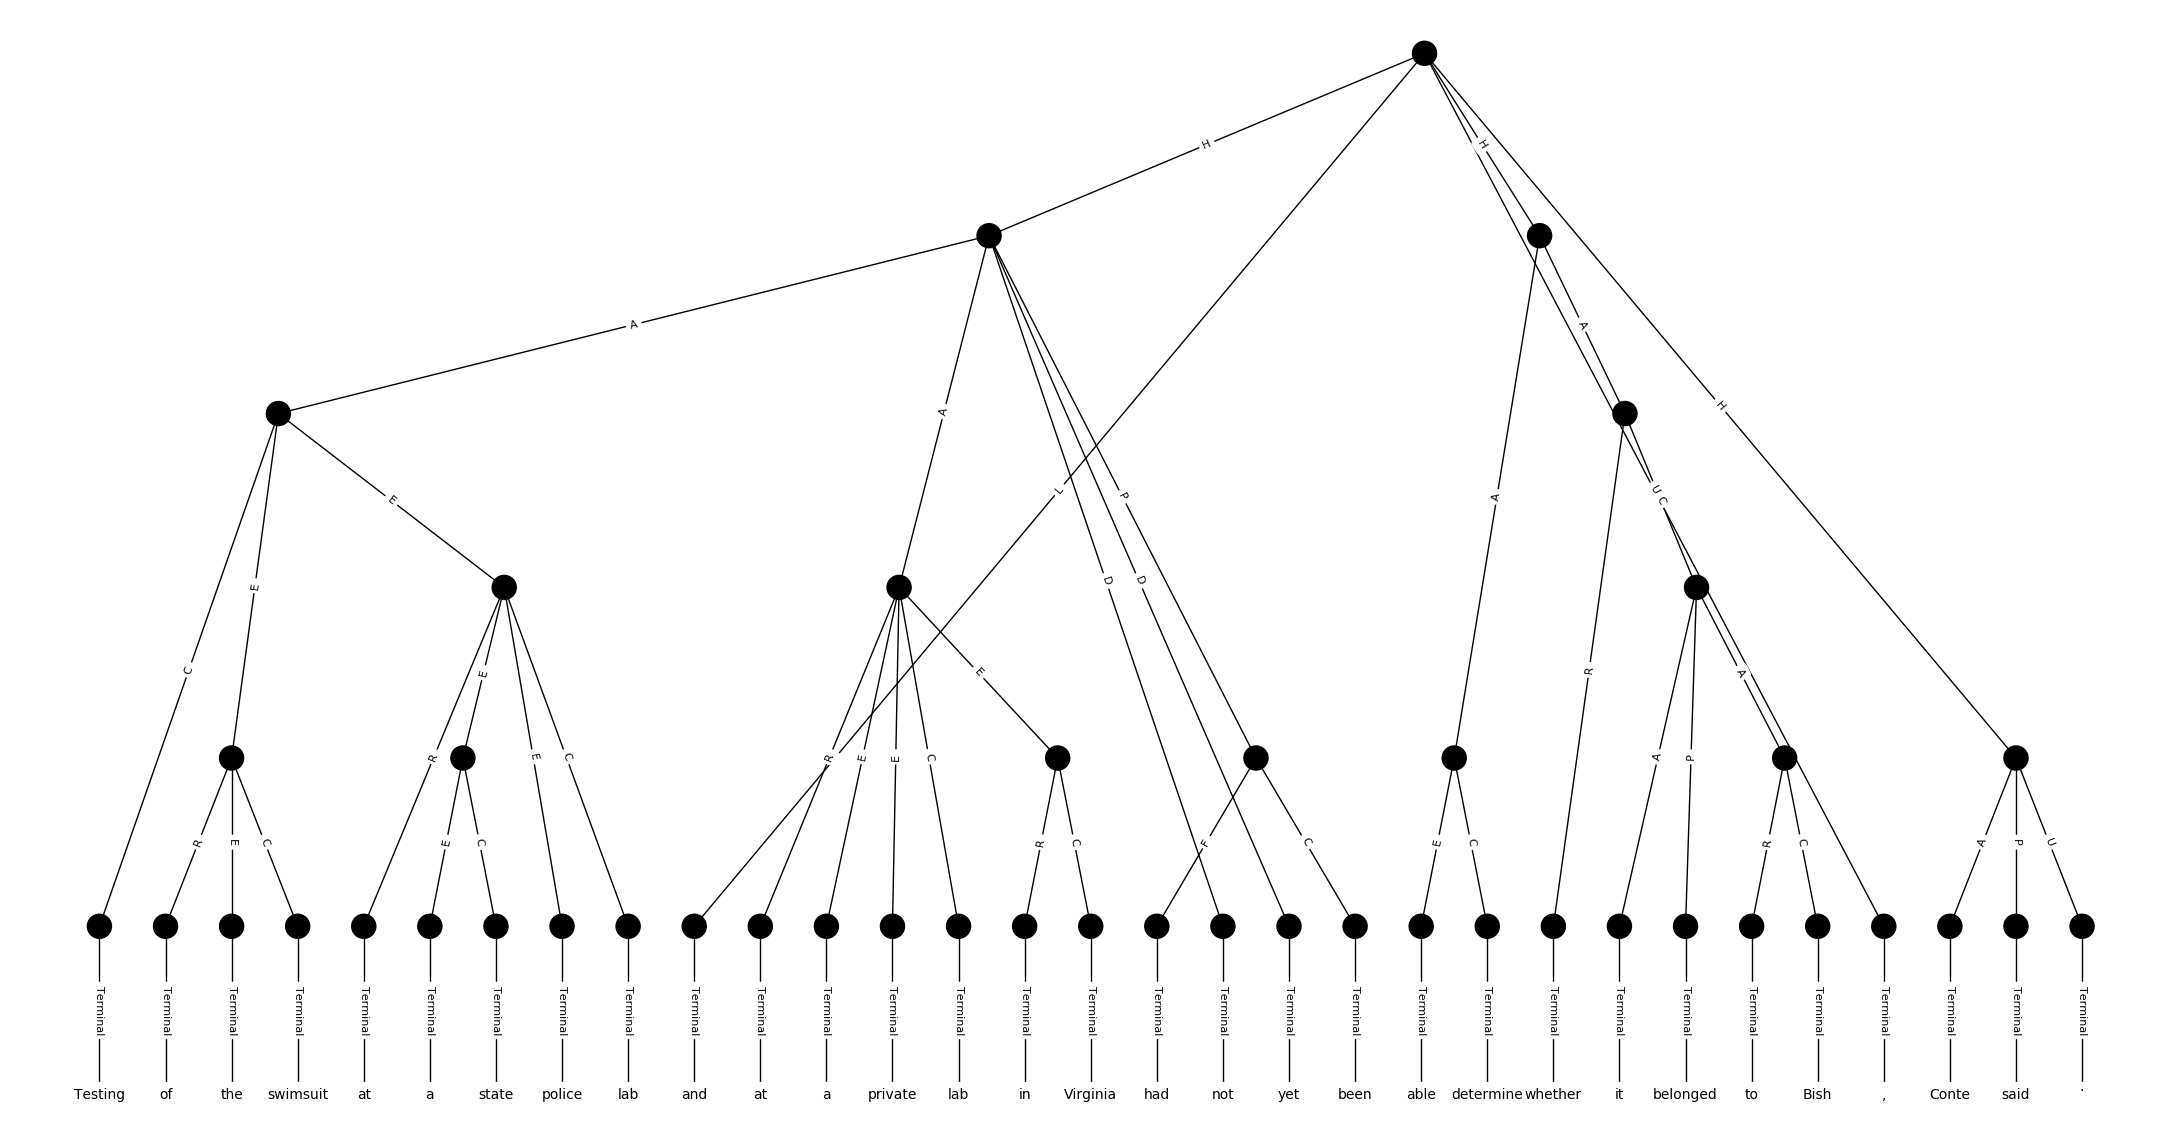 H
H
A
A
H
A
L
P
A
U C
E
D
D
E
C
E
E
R
A
R
E
R
E
E
C
C
R
E
A
P
R
E
C
E
C
R
C
F
C
E
C
R
C
A
P
U
Terminal Terminal Terminal Terminal Terminal Terminal Terminal Terminal Terminal Terminal Terminal Terminal Terminal Terminal Terminal Terminal Terminal Terminal Terminal Terminal Terminal Terminal Terminal Terminal Terminal Terminal Terminal Terminal Terminal Terminal Terminal
Testing of the swimsuit at a state police lab and at a private lab in Virginia had not yet been able determine whether it belonged to Bish , Conte said .